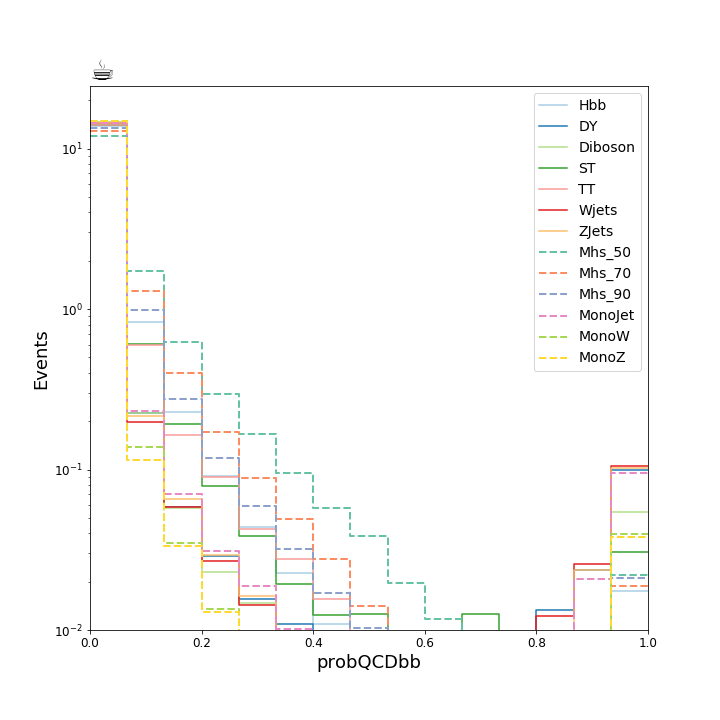 ☕
Events
10¹
10⁰
10⁻¹
10⁻²
0.0 0.2 0.4 0.6 0.8 1.0
probQCDbb
Hbb
DY
Diboson
ST
TT
Wjets
ZJets
Mhs_50
Mhs_70
Mhs_90
MonoJet
MonoW
MonoZ